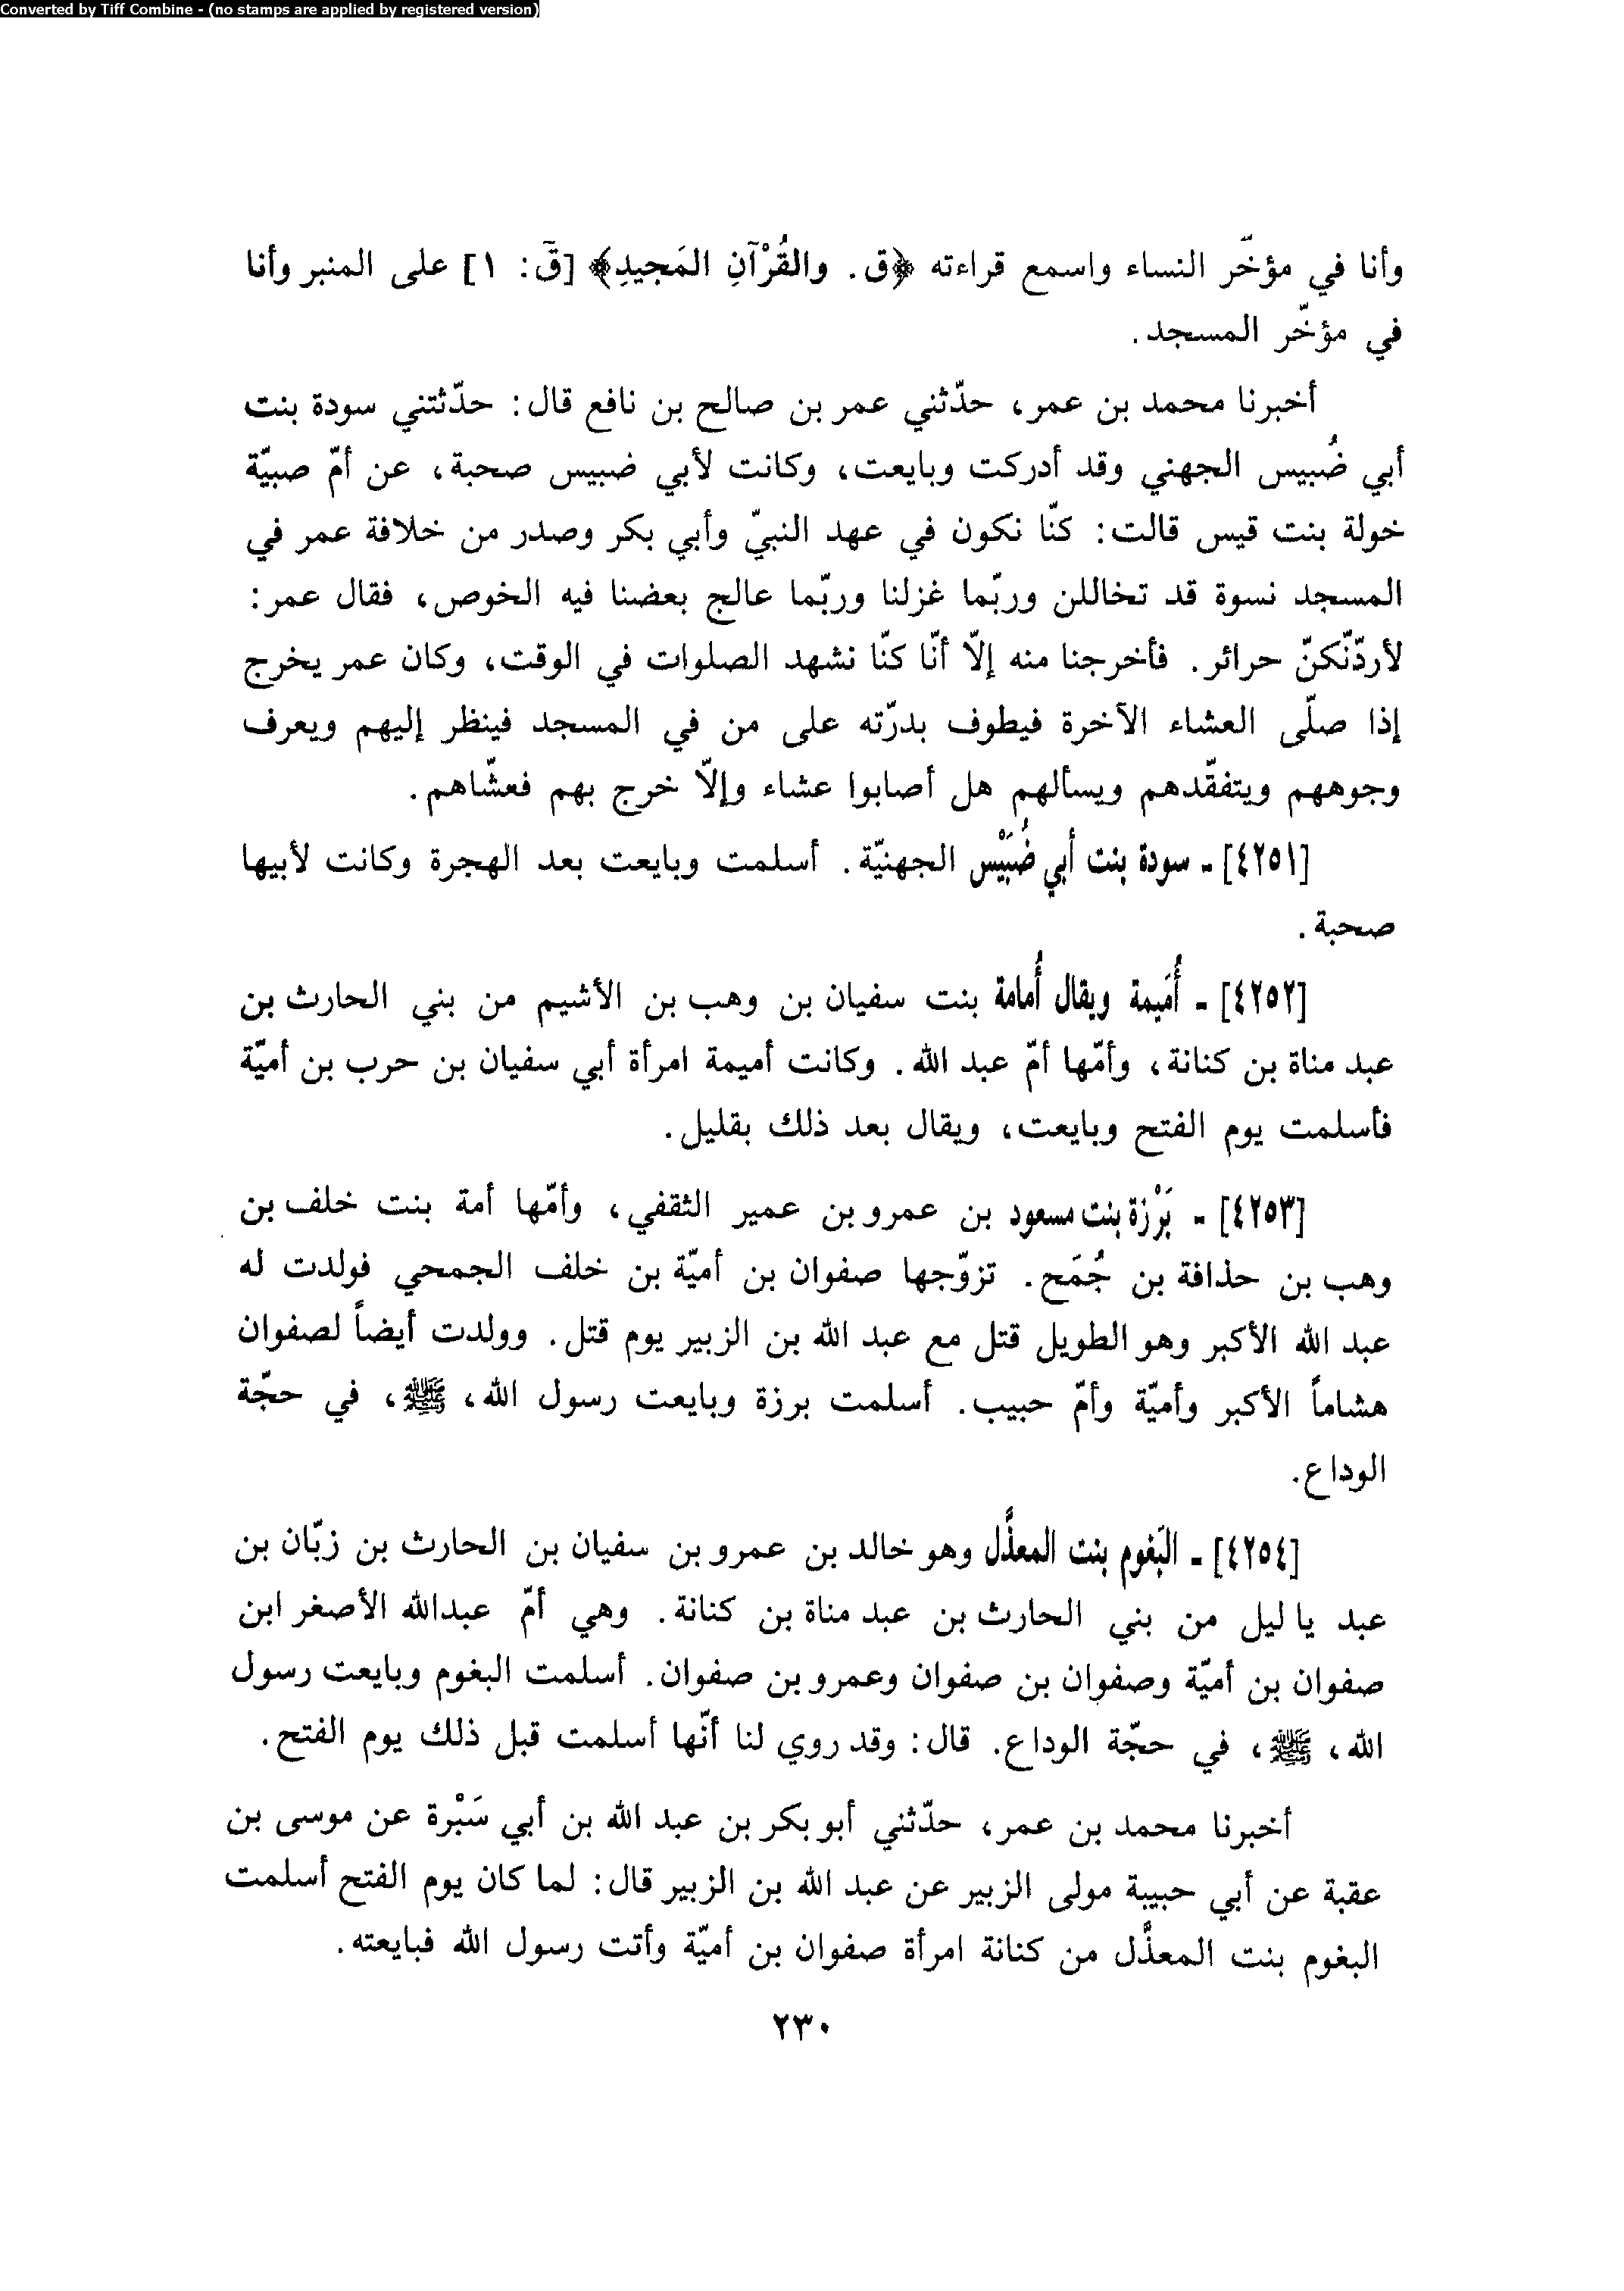 Converted by Tiff Combine - (no stamps are applied by registered version)
وأنا في مؤخّر النساء واسمع قراءته ﴿ق. والقُرْآنِ المَجيدِ﴾ [قَ: ١] على المنبر وأنا
في مؤخّر المسجد.
أخبرنا محمد بن عمر، حدّثني عمر بن صالح بن نافع قال: حدّثتني سودة بنت
أبي ضُبيس الجهني وقد أدركت وبايعت، وكانت لأبي ضبيس صحبة، عن أمّ صبيّة
خولة بنت قيس قالت: كنّا نكون في عهد النبيّ وأبي بكر وصدر من خلافة عمر في
المسجد نسوة قد تخاللن وربّما غزلنا وربّما عالج بعضنا فيه الخوص، فقال عمر:
لأردّنّكنّ حرائر. فأخرجنا منه إلاّ أنّا كنّا نشهد الصلوات في الوقت، وكان عمر يخرج
إذا صلّى العشاء الآخرة فيطوف بدرّته على من في المسجد فينظر إليهم ويعرف
وجوههم ويتفقّدهم ويسألهم هل أصابوا عشاء وإلاّ خرج بهم فعشّاهم.
[٤٢٥١] - سودة بنت أبي ضُبَيْس الجهنيّة. أسلمت وبايعت بعد الهجرة وكانت لأبيها
صحبة.
[٤٢٥٢] - أُمَيمة ويقال أُمامة بنت سفيان بن وهب بن الأشيم من بني الحارث بن
عبد مناة بن كنانة، وأمّها أمّ عبد الله. وكانت أميمة امرأة أبي سفيان بن حرب بن أميّة
فأسلمت يوم الفتح وبايعت، ويقال بعد ذلك بقليل.
[٤٢٥٣] - بَرْزة بنت مسعود بن عمرو بن عمير الثقفي، وأمّها أمة بنت خلف بن
وهب بن حذافة بن جُمَح. تزوّجها صفوان بن أميّة بن خلف الجمحي فولدت له
عبد الله الأكبر وهو الطويل قتل مع عبد الله بن الزبير يوم قتل. وولدت أيضاً لصفوان
هشاماً الأكبر وأميّة وأمّ حبيب. أسلمت برزة وبايعت رسول الله، ﷺ، في حجّة
الوداع.
[٤٢٥٤] - البَغوم بنت المعذَّل وهو خالد بن عمرو بن سفيان بن الحارث بن زبّان بن
عبد يا ليل من بني الحارث بن عبد مناة بن كنانة. وهي أمّ عبدالله الأصغر ابن
صفوان بن أميّة وصفوان بن صفوان وعمرو بن صفوان. أسلمت البغوم وبايعت رسول
الله، ﷺ، في حجّة الوداع. قال: وقد روي لنا أنّها أسلمت قبل ذلك يوم الفتح.
أخبرنا محمد بن عمر، حدّثني أبو بكر بن عبد الله بن أبي سَبْرة عن موسى بن
عقبة عن أبي حبيبة مولى الزبير عن عبد الله بن الزبير قال: لما كان يوم الفتح أسلمت
البغوم بنت المعذَّل من كنانة امرأة صفوان بن أميّة وأتت رسول الله فبايعته.
٢٣٠